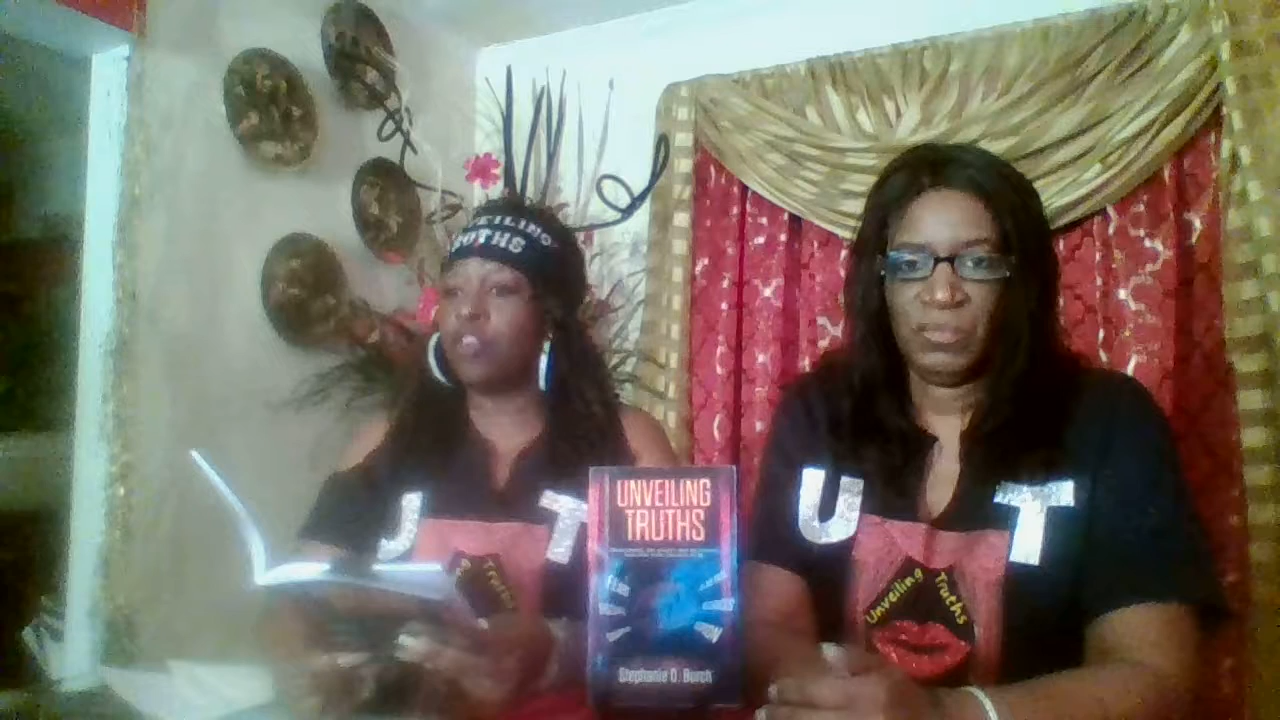 UNVEILING
TRUTHS
U T
Unveiling Truths
UNVEILING
TRUTHS
Stephanie D. Burch
U T
Unveiling Truths